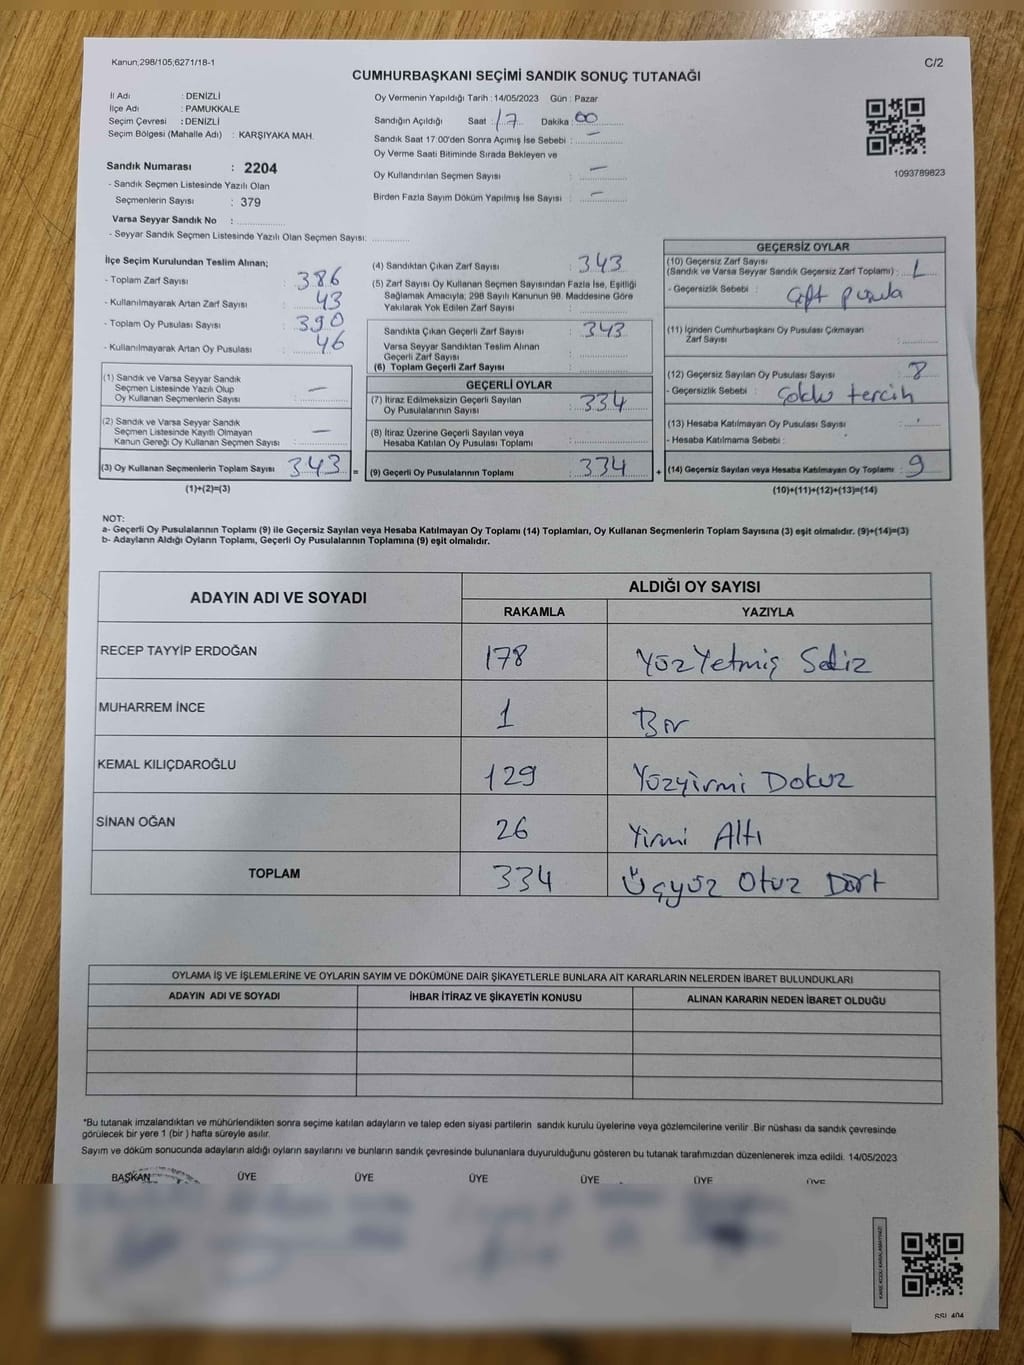 Kanun;298/105;6271/18-1
C/2
CUMHURBAŞKANI SEÇİMİ SANDIK SONUÇ TUTANAĞI
İl Adı : DENİZLİ
İlçe Adı : PAMUKKALE
Seçim Çevresi : DENİZLİ
Seçim Bölgesi (Mahalle Adı) : KARŞIYAKA MAH.
Sandık Numarası : 2204
- Sandık Seçmen Listesinde Yazılı Olan
Seçmenlerin Sayısı : 379
Varsa Seyyar Sandık No :
- Seyyar Sandık Seçmen Listesinde Yazılı Olan Seçmen Sayısı:
Oy Vermenin Yapıldığı Tarih : 14/05/2023 Gün : Pazar
Sandığın Açıldığı Saat : 17 Dakika : 00
Sandık Saat 17:00'den Sonra Açımış İse Sebebi : —
Oy Verme Saati Bitiminde Sırada Bekleyen ve
Oy Kullandırılan Seçmen Sayısı : —
Birden Fazla Sayım Döküm Yapılmış İse Sayısı : —
1093789823
İlçe Seçim Kurulundan Teslim Alınan;
- Toplam Zarf Sayısı : 386
- Kullanılmayarak Artan Zarf Sayısı : 43
- Toplam Oy Pusulası Sayısı : 390
- Kullanılmayarak Artan Oy Pusulası : 46
(1) Sandık ve Varsa Seyyar Sandık
Seçmen Listesinde Yazılı Olup
Oy Kullanan Seçmenlerin Sayısı : —
(2) Sandık ve Varsa Seyyar Sandık
Seçmen Listesinde Kayıtlı Olmayan
Kanun Gereği Oy Kullanan Seçmen Sayısı : —
(3) Oy Kullanan Seçmenlerin Toplam Sayısı : 343 =
(1)+(2)=(3)
(4) Sandıktan Çıkan Zarf Sayısı : 343
(5) Zarf Sayısı Oy Kullanan Seçmen Sayısından Fazla İse, Eşitliği
Sağlamak Amacıyla; 298 Sayılı Kanunun 98. Maddesine Göre
Yakılarak Yok Edilen Zarf Sayısı :
Sandıkta Çıkan Geçerli Zarf Sayısı : 343
Varsa Seyyar Sandıktan Teslim Alınan
Geçerli Zarf Sayısı :
(6) Toplam Geçerli Zarf Sayısı :
GEÇERLİ OYLAR
(7) İtiraz Edilmeksizin Geçerli Sayılan
Oy Pusulalarının Sayısı : 334
(8) İtiraz Üzerine Geçerli Sayılan veya
Hesaba Katılan Oy Pusulası Toplamı :
(9) Geçerli Oy Pusulalarının Toplamı : 334 +
GEÇERSİZ OYLAR
(10) Geçersiz Zarf Sayısı
(Sandık ve Varsa Seyyar Sandık Geçersiz Zarf Toplamı) : 1
- Geçersizlik Sebebi : çift pusula
(11) İçinden Cumhurbaşkanı Oy Pusulası Çıkmayan
Zarf Sayısı :
(12) Geçersiz Sayılan Oy Pusulası Sayısı : 8
- Geçersizlik Sebebi : çoklu tercih
(13) Hesaba Katılmayan Oy Pusulası Sayısı :
- Hesaba Katılmama Sebebi :
(14) Geçersiz Sayılan veya Hesaba Katılmayan Oy Toplamı : 9
(10)+(11)+(12)+(13)=(14)
NOT:
a- Geçerli Oy Pusulalarının Toplamı (9) ile Geçersiz Sayılan veya Hesaba Katılmayan Oy Toplamı (14) Toplamları, Oy Kullanan Seçmenlerin Toplam Sayısına (3) eşit olmalıdır. (9)+(14)=(3)
b- Adayların Aldığı Oyların Toplamı, Geçerli Oy Pusulalarının Toplamına (9) eşit olmalıdır.
ADAYIN ADI VE SOYADI
ALDIĞI OY SAYISI
RAKAMLA YAZIYLA
RECEP TAYYİP ERDOĞAN 178 YüzYetmiş Sekiz
MUHARREM İNCE 1 Bir
KEMAL KILIÇDAROĞLU 129 Yüzyirmi Dokuz
SİNAN OĞAN 26 Yirmi Altı
TOPLAM 334 Üçyüz Otuz Dört
OYLAMA İŞ VE İŞLEMLERİNE VE OYLARIN SAYIM VE DÖKÜMÜNE DAİR ŞİKAYETLERLE BUNLARA AİT KARARLARIN NELERDEN İBARET BULUNDUKLARI
ADAYIN ADI VE SOYADI İHBAR İTİRAZ VE ŞİKAYETİN KONUSU ALINAN KARARIN NEDEN İBARET OLDUĞU
*Bu tutanak imzalandıktan ve mühürlendikten sonra seçime katılan adayların ve talep eden siyasi partilerin sandık kurulu üyelerine veya gözlemcilerine verilir .Bir nüshası da sandık çevresinde
görülecek bir yere 1 (bir ) hafta süreyle asılır.
Sayım ve döküm sonucunda adayların aldığı oyların sayılarını ve bunların sandık çevresinde bulunanlara duyurulduğunu gösteren bu tutanak tarafımızdan düzenlenerek imza edildi. 14/05/2023
BAŞKAN ÜYE ÜYE ÜYE ÜYE ÜYE ÜYE